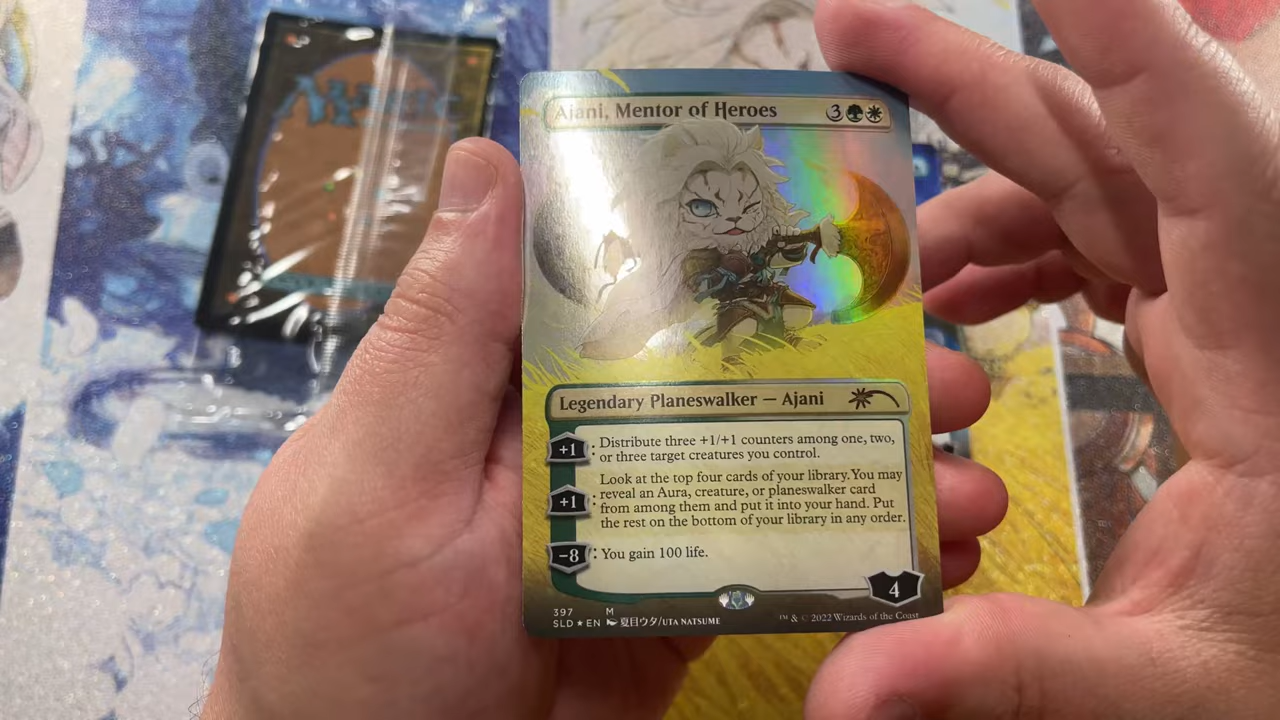 Ajani, Mentor of Heroes 3
Legendary Planeswalker — Ajani
+1 : Distribute three +1/+1 counters among one, two,
or three target creatures you control.
+1 : Look at the top four cards of your library. You may
reveal an Aura, creature, or planeswalker card
from among them and put it into your hand. Put
the rest on the bottom of your library in any order.
−8 : You gain 100 life.
4
397 M
SLD ★ EN 夏目ウタ/UTA NATSUME
™ & © 2022 Wizards of the Coast